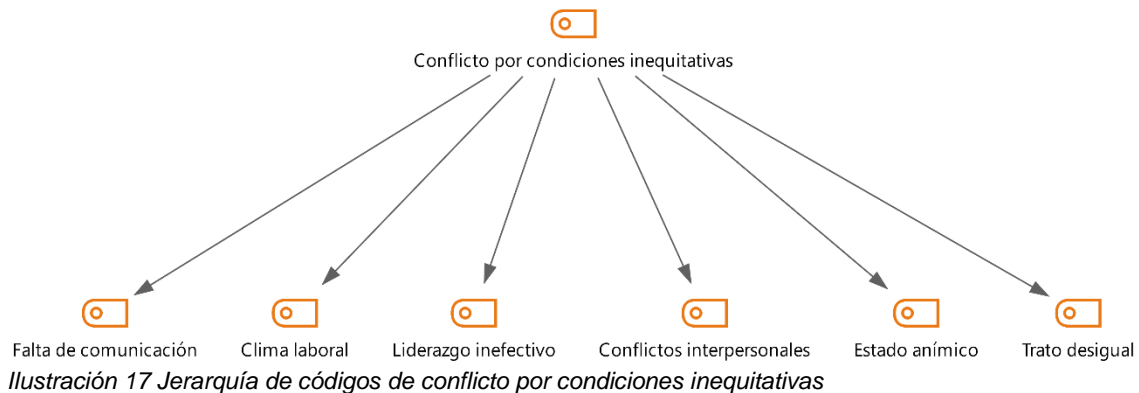 Conflicto por condiciones inequitativas
Falta de comunicación
Clima laboral
Liderazgo inefectivo
Conflictos interpersonales
Estado anímico
Trato desigual
Ilustración 17 Jerarquía de códigos de conflicto por condiciones inequitativas